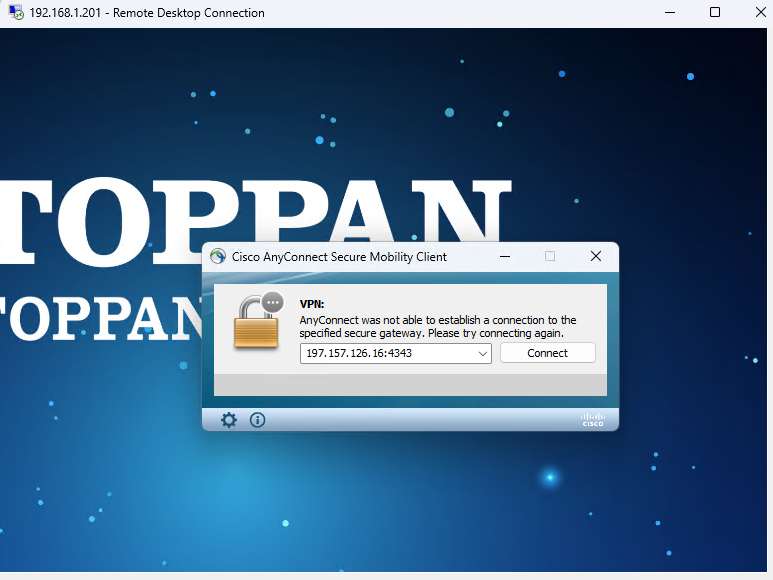 192.168.1.201 - Remote Desktop Connection
TOPPAN
TOPPAN
Cisco AnyConnect Secure Mobility Client
VPN:
AnyConnect was not able to establish a connection to the
specified secure gateway. Please try connecting again.
197.157.126.16:4343
Connect
CISCO